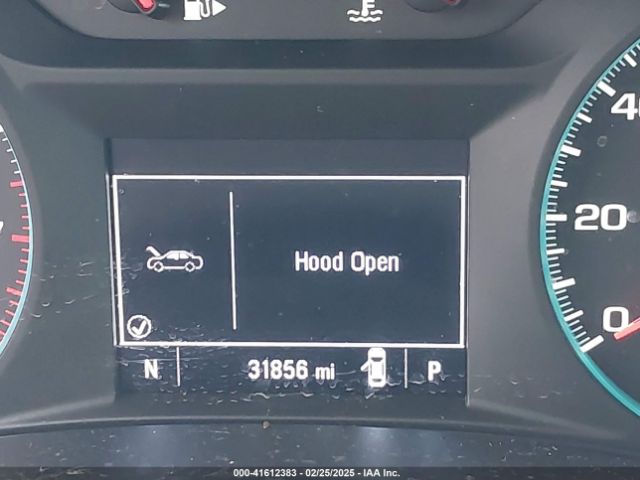 40
Hood Open
20
0
N 31856 mi P
000-41612383 - 02/25/2025 - IAA Inc.